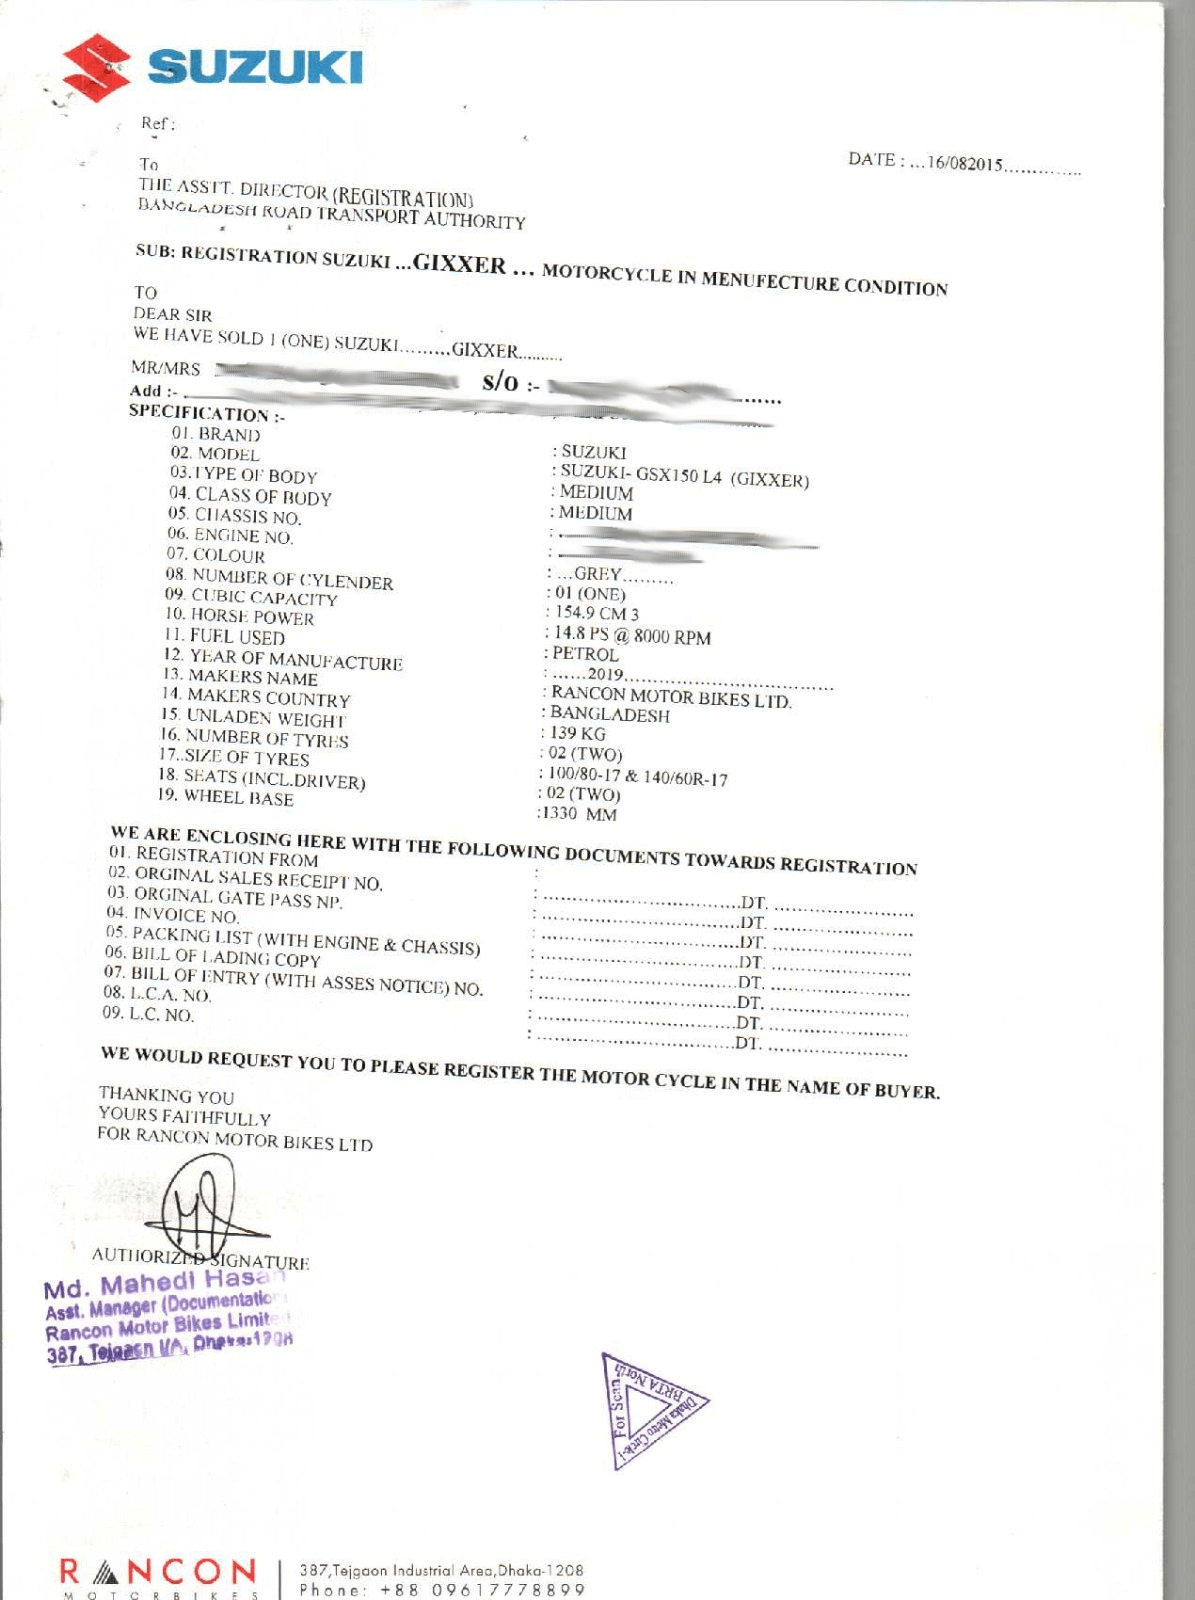 SUZUKI
Ref :
DATE : ...16/082015..............
To
THE ASSTT. DIRECTOR (REGISTRATION)
BANGLADESH ROAD TRANSPORT AUTHORITY
SUB: REGISTRATION SUZUKI ...GIXXER ... MOTORCYCLE IN MENUFECTURE CONDITION
TO
DEAR SIR
WE HAVE SOLD 1 (ONE) SUZUKI.........GIXXER..........
MR/MRS s/o :- .......
Add :-
SPECIFICATION :-
01. BRAND : SUZUKI
02. MODEL : SUZUKI- GSX150 L4 (GIXXER)
03.TYPE OF BODY : MEDIUM
04. CLASS OF BODY : MEDIUM
05. CHASSIS NO. :
06. ENGINE NO. :
07. COLOUR : ...GREY.........
08. NUMBER OF CYLENDER : 01 (ONE)
09. CUBIC CAPACITY : 154.9 CM 3
10. HORSE POWER : 14.8 PS @ 8000 RPM
11. FUEL USED : PETROL
12. YEAR OF MANUFACTURE : ......2019..........................................
13. MAKERS NAME : RANCON MOTOR BIKES LTD.
14. MAKERS COUNTRY : BANGLADESH
15. UNLADEN WEIGHT : 139 KG
16. NUMBER OF TYRES : 02 (TWO)
17..SIZE OF TYRES : 100/80-17 & 140/60R-17
18. SEATS (INCL.DRIVER) : 02 (TWO)
19. WHEEL BASE :1330 MM
WE ARE ENCLOSING HERE WITH THE FOLLOWING DOCUMENTS TOWARDS REGISTRATION
01. REGISTRATION FROM :
02. ORGINAL SALES RECEIPT NO. : ........................................DT. ............................
03. ORGINAL GATE PASS NP. : ........................................DT. ............................
04. INVOICE NO. : ........................................DT. ............................
05. PACKING LIST (WITH ENGINE & CHASSIS) : ........................................DT. ............................
06. BILL OF LADING COPY : ........................................DT. ............................
07. BILL OF ENTRY (WITH ASSES NOTICE) NO. : ........................................DT. ............................
08. L.C.A. NO. : ........................................DT. ............................
09. L.C. NO. : ........................................DT. ............................
WE WOULD REQUEST YOU TO PLEASE REGISTER THE MOTOR CYCLE IN THE NAME OF BUYER.
THANKING YOU
YOURS FAITHFULLY
FOR RANCON MOTOR BIKES LTD
AUTHORIZED SIGNATURE
Md. Mahedi Hasan
Asst. Manager (Documentatio
Rancon Motor Bikes Limite
387, Tejgaon I/A, Dhaka-1208
For Scan
BRTA North
Dhaka Metro Circle-1
RANCON
MOTORBIKES
387,Tejgaon Industrial Area,Dhaka-1208
Phone: +88 09617778899